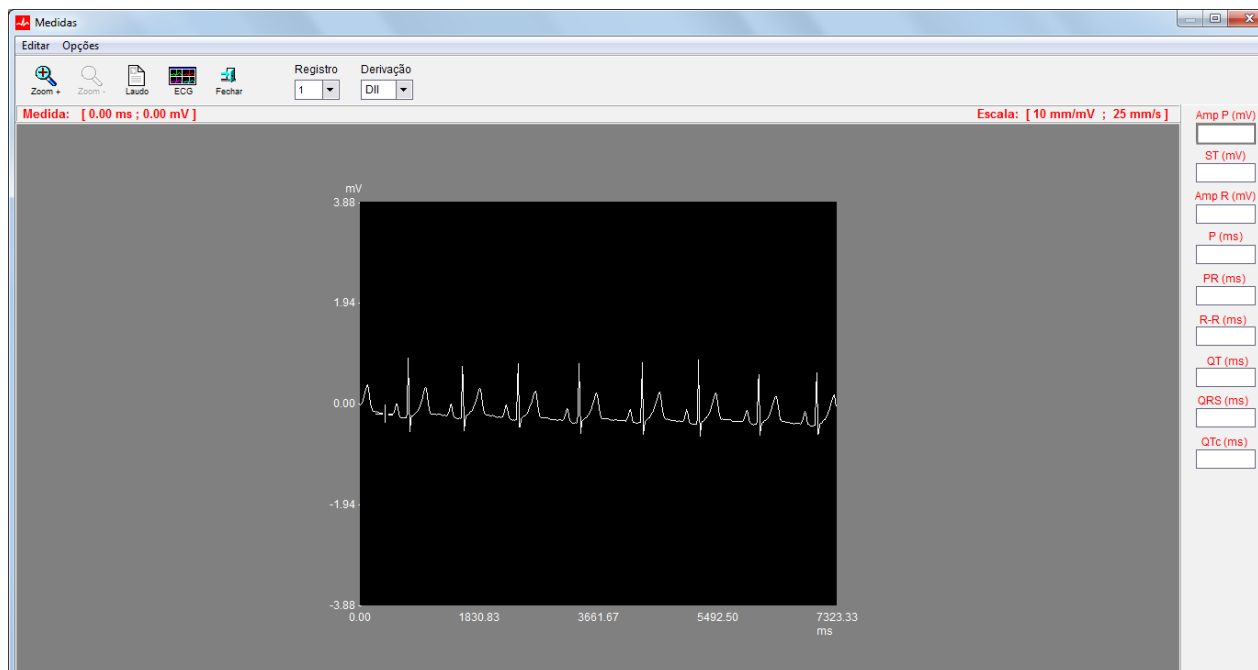 Medidas
Editar Opções
Zoom + Zoom - Laudo ECG Fechar
Registro Derivação
1 DII
Medida: [ 0.00 ms ; 0.00 mV ] Escala: [ 10 mm/mV ; 25 mm/s ]
Amp P (mV)
ST (mV)
Amp R (mV)
P (ms)
PR (ms)
R-R (ms)
QT (ms)
QRS (ms)
QTc (ms)
mV
3.88
1.94
0.00
-1.94
-3.88
0.00 1830.83 3661.67 5492.50 7323.33
ms